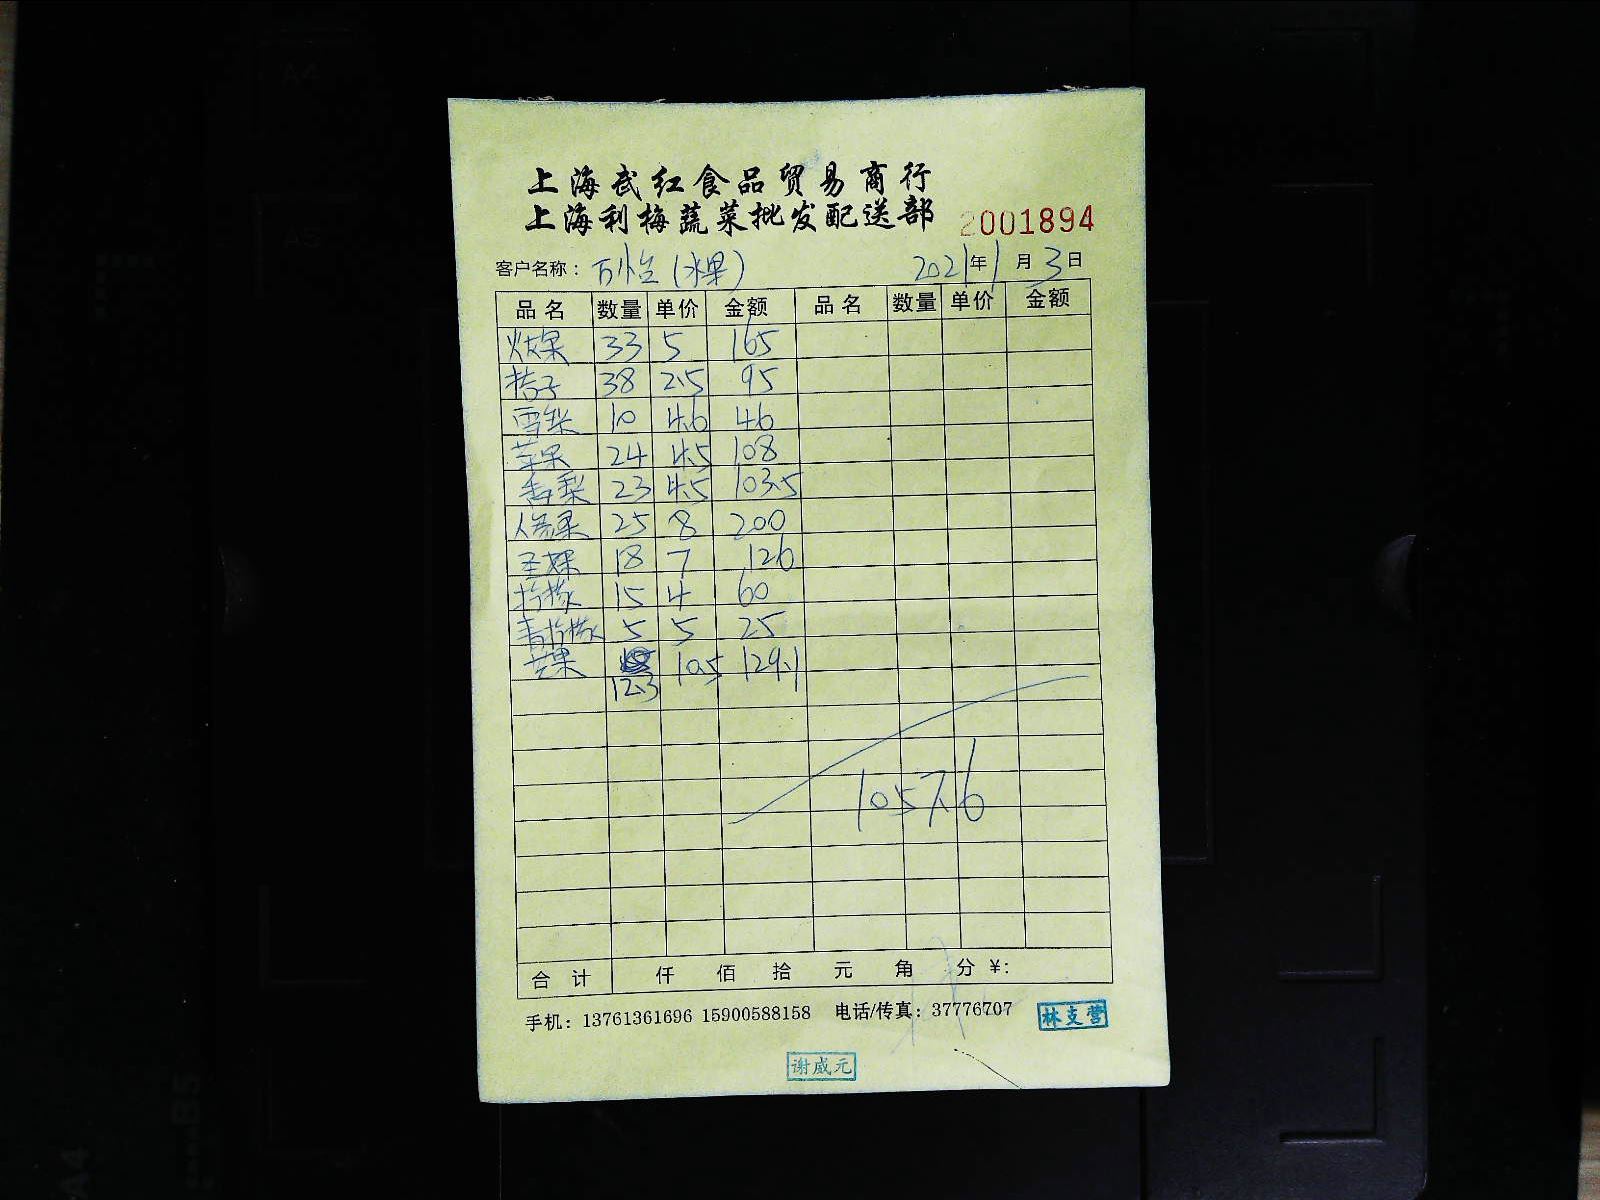 上海武红食品贸易商行
上海利梅蔬菜批发配送部 2001894
客户名称： (水果) 2021年1月3日
品名 数量 单价 金额 品名 数量 单价 金额
火龙果 33 5 165
桔子 38 2.5 95
雪梨 10 4.6 46
苹果 24 4.5 108
香梨 23 4.5 103.5
人参果 25 8 200
圣女果 18 7 126
柠檬 15 4 60
青柠檬 5 5 25
芒果 10.5 129.1
12.3
1057.6
合计 仟 佰 拾 元 角 分 ¥:
手机：13761361696 15900588158 电话/传真：37776707 林支营
谢威元